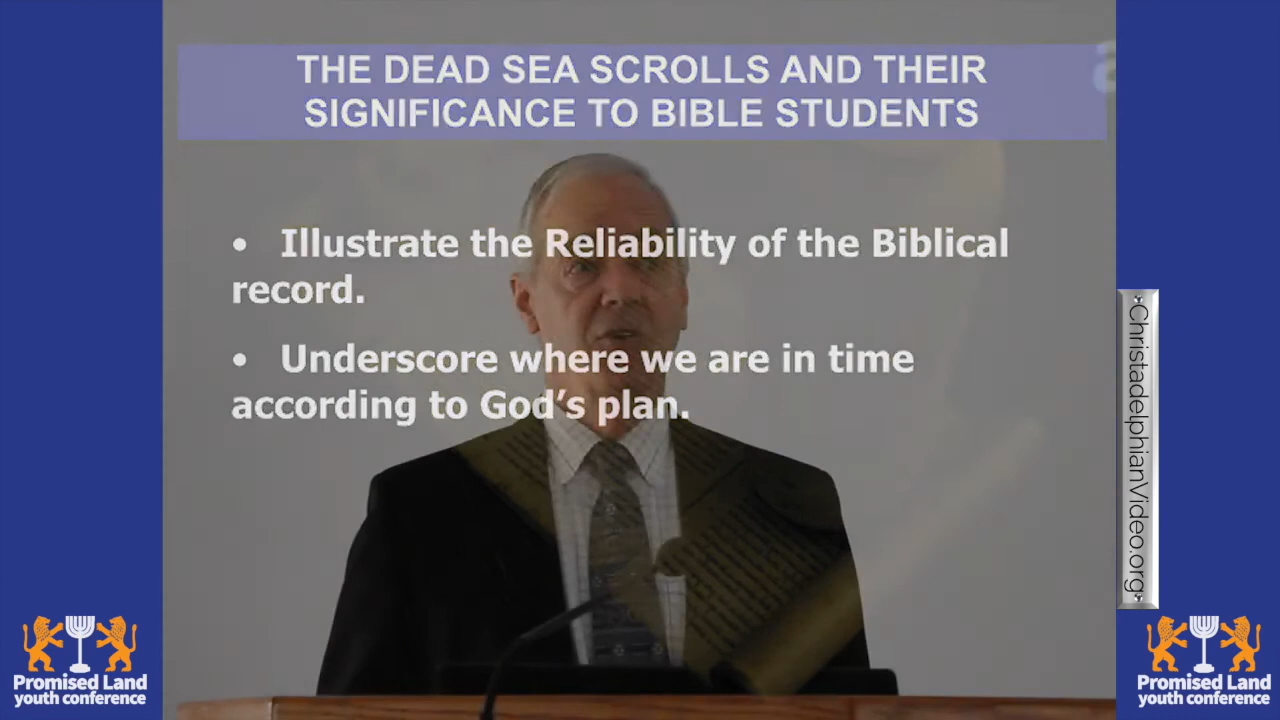 THE DEAD SEA SCROLLS AND THEIR
SIGNIFICANCE TO BIBLE STUDENTS
• Illustrate the Reliability of the Biblical
record.
• Underscore where we are in time
according to God’s plan.
ChristadelphianVideo.org
Promised Land
youth conference
Promised Land
youth conference